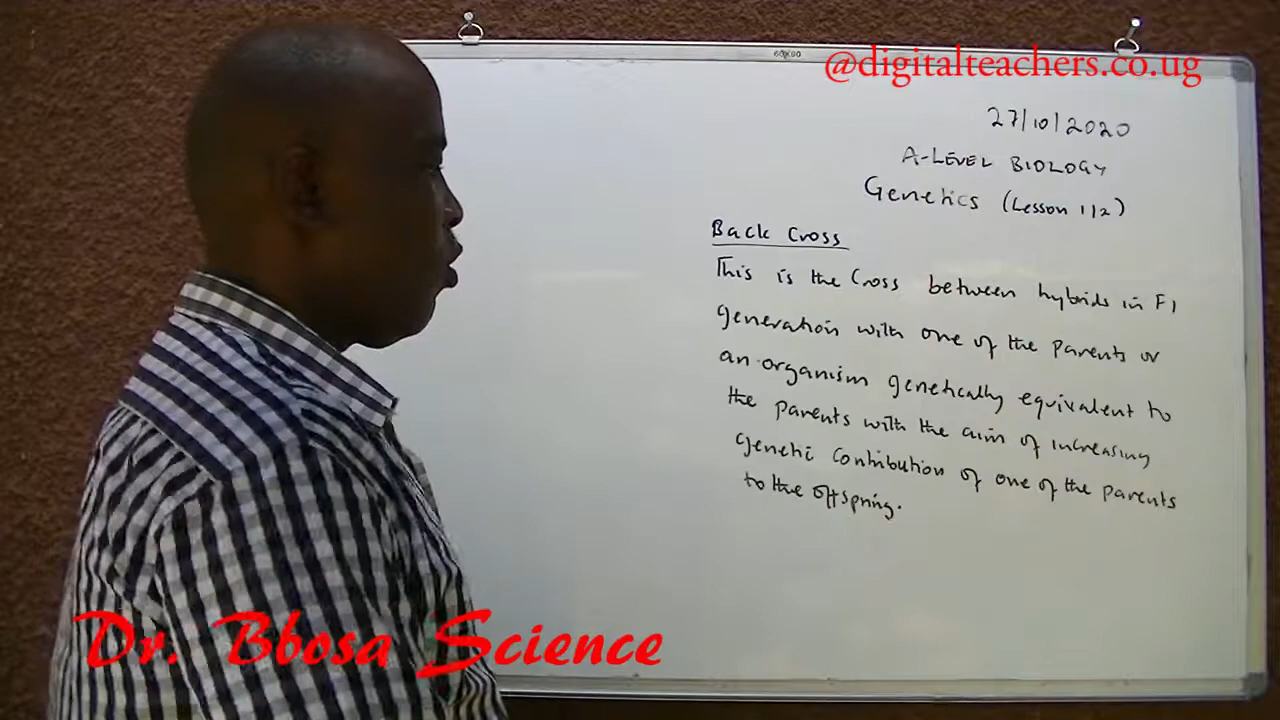 @digitalteachers.co.ug
27/10/2020
A-LEVEL BIOLOGY
Genetics (Lesson 1/2)
Back Cross
This is the Cross between hybrids in F1
generation with one of the Parents or
an organism genetically equivalent to
the parents with the aim of increasing
genetic contribution of one of the parents
to the offspring.
Dr. Bbosa Science